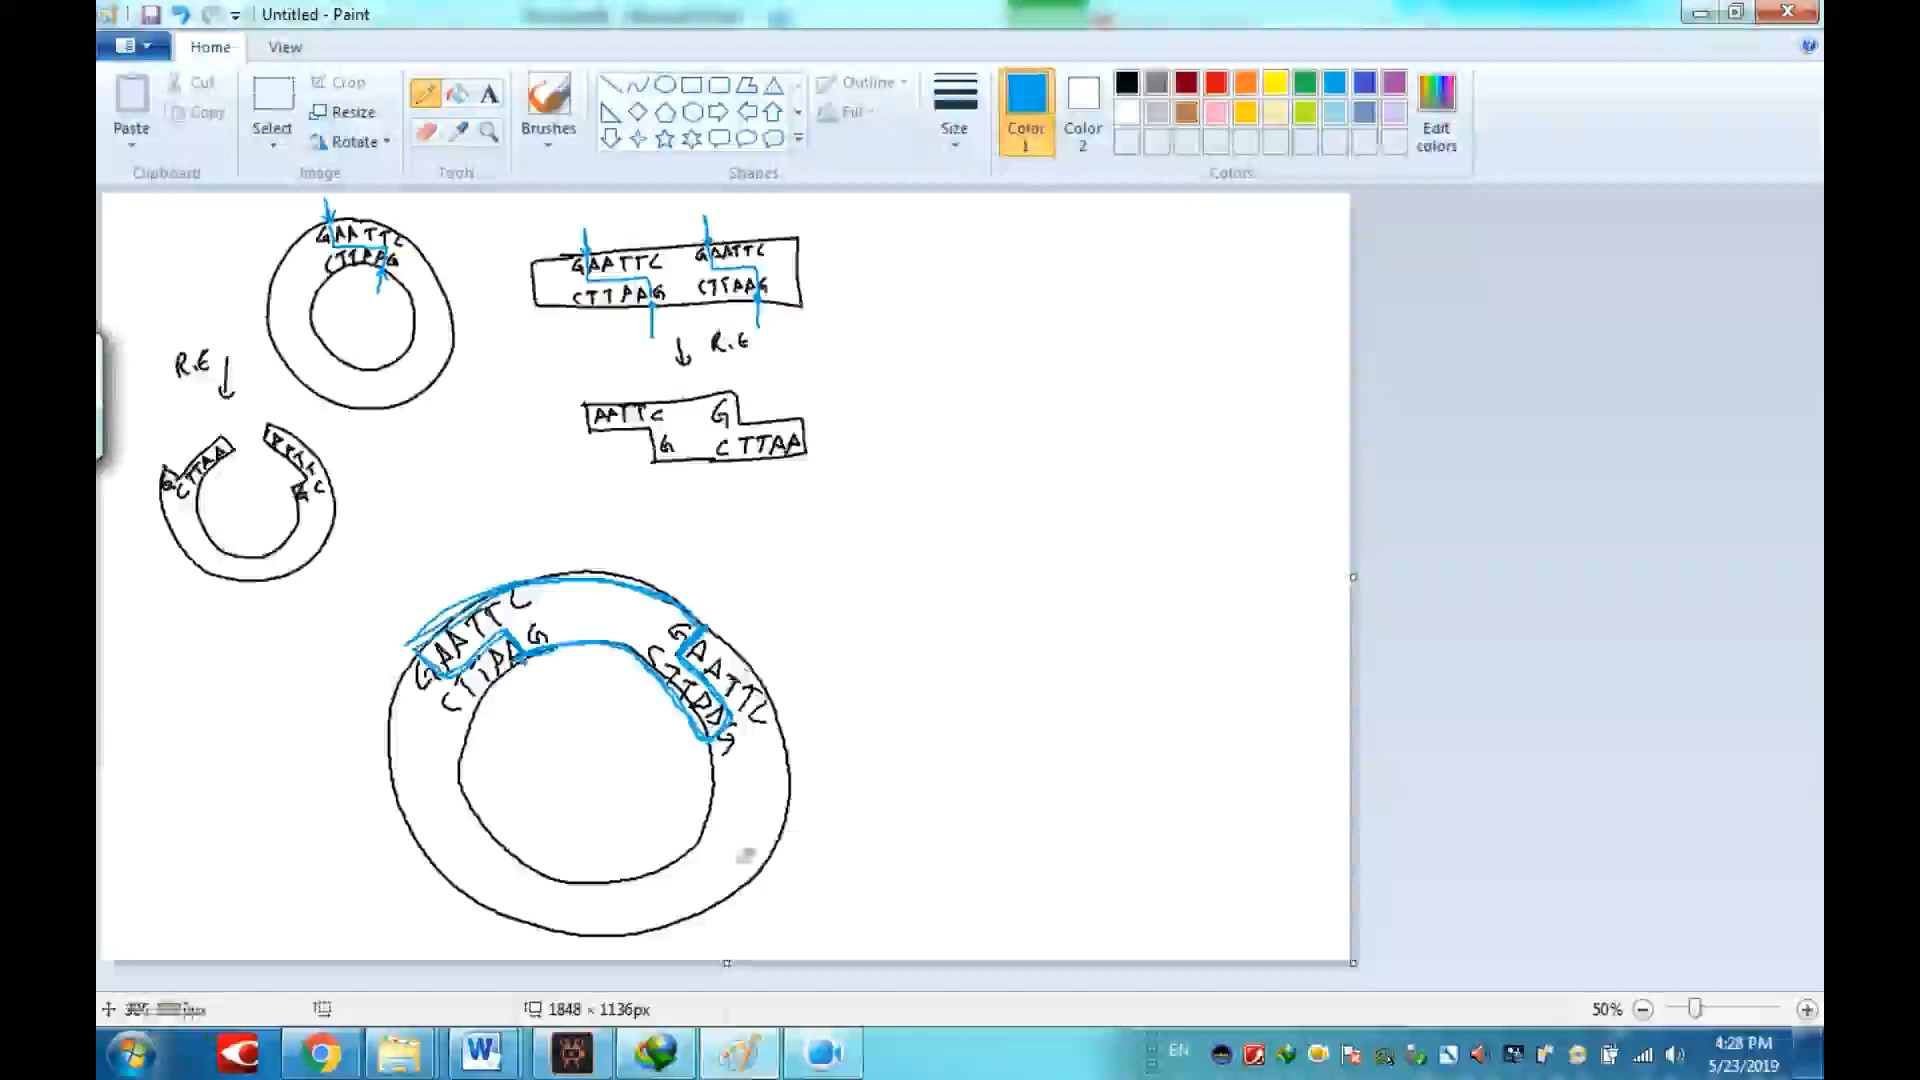 Untitled - Paint
Home
View
Paste
Cut
Copy
Clipboard
Select
Crop
Resize
Rotate
Image
Tools
Brushes
Shapes
Outline
Fill
Size
Color 1
Color 2
Edit colors
Colors
GAATTC
CTTAAG
GAATTC GAATTC
CTTAAG CTTAAG
R.E
R.E
AATTC G
G CTTAA
G
CTTAA
G C
GAATTC
CTTAAG
GAATTC
CTTAAG
1848 × 1136px
50%
EN
4:28 PM
5/23/2019